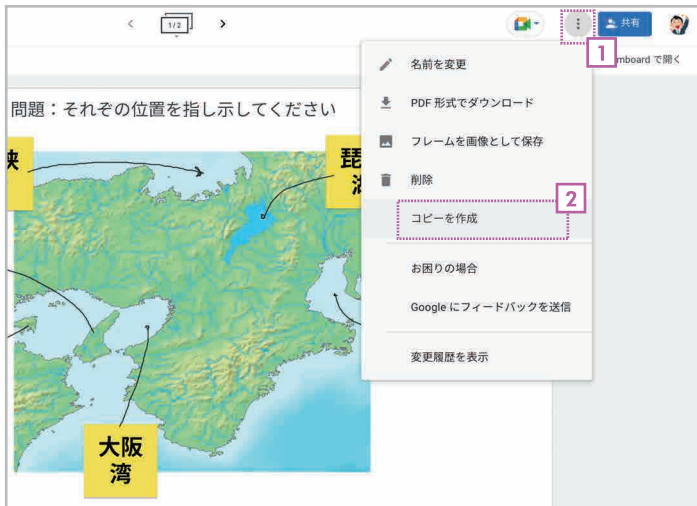 1/2
共有
1
mboard で開く
名前を変更
PDF 形式でダウンロード
フレームを画像として保存
削除
2
コピーを作成
お困りの場合
Google にフィードバックを送信
変更履歴を表示
問題：それぞの位置を指し示してください
峡
琵
湖
大阪
湾